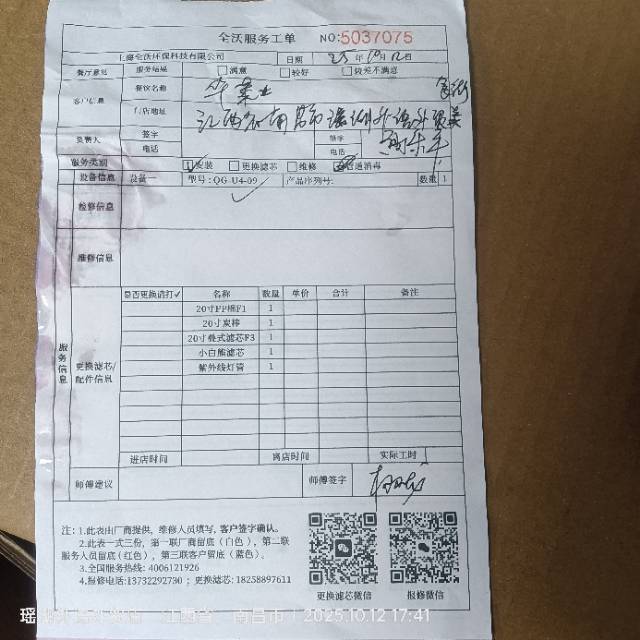 全沃服务工单 NO:5037075
上海全沃环保科技有限公司 日期 25年10月12日
餐厅意见 服务结果 满意 较好 较差不满意
客户信息 餐饮名称
门店地址 江西省南昌市瑶湖外语外贸
负责人 签字 签字
电话 电话
服务类别 安装 更换滤芯 维修 管道消毒
设备信息 设备一 型号:QG-U4-09 产品序列号: 数量 1
检修信息
维修信息
服务信息
更换滤芯/配件信息
是否更换请打✓ 名称 数量 单价 合计 备注
20寸PP棉F1 1
20寸炭棒 1
20寸叠式滤芯F3 1
小白熊滤芯 1
紫外线灯管 1
进店时间 离店时间 实际工时
师傅建议 师傅签字
注:1.此表由厂商提供,维修人员填写,客户签字确认。
2.此表一式三份,第一联厂商留底(白色),第二联
服务人员留底(红色),第三联客户留底(蓝色)。
3.全国服务热线:4006121926
4.报修电话:13732292730;更换滤芯:18258897611
更换滤芯微信 报修微信
江西省,南昌市 | 2025.10.12 17:41